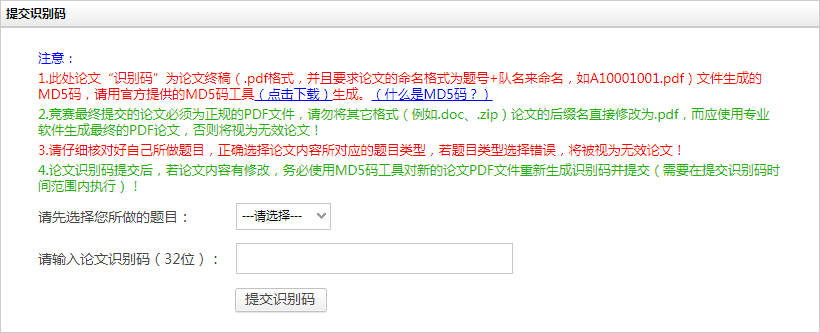 提交识别码
注意：
1.此处论文“识别码”为论文终稿（.pdf格式，并且要求论文的命名格式为题号+队名来命名，如A10001001.pdf）文件生成的
MD5码，请用官方提供的MD5码工具（点击下载）生成。（什么是MD5码？）
2.竞赛最终提交的论文必须为正规的PDF文件，请勿将其它格式（例如.doc、.zip）论文的后缀名直接修改为.pdf，而应使用专业
软件生成最终的PDF论文，否则将视为无效论文！
3.请仔细核对好自己所做题目，正确选择论文内容所对应的题目类型，若题目类型选择错误，将被视为无效论文！
4.论文识别码提交后，若论文内容有修改，务必使用MD5码工具对新的论文PDF文件重新生成识别码并提交（需要在提交识别码时
间范围内执行）！
请先选择您所做的题目： ---请选择---
请输入论文识别码（32位）：
提交识别码